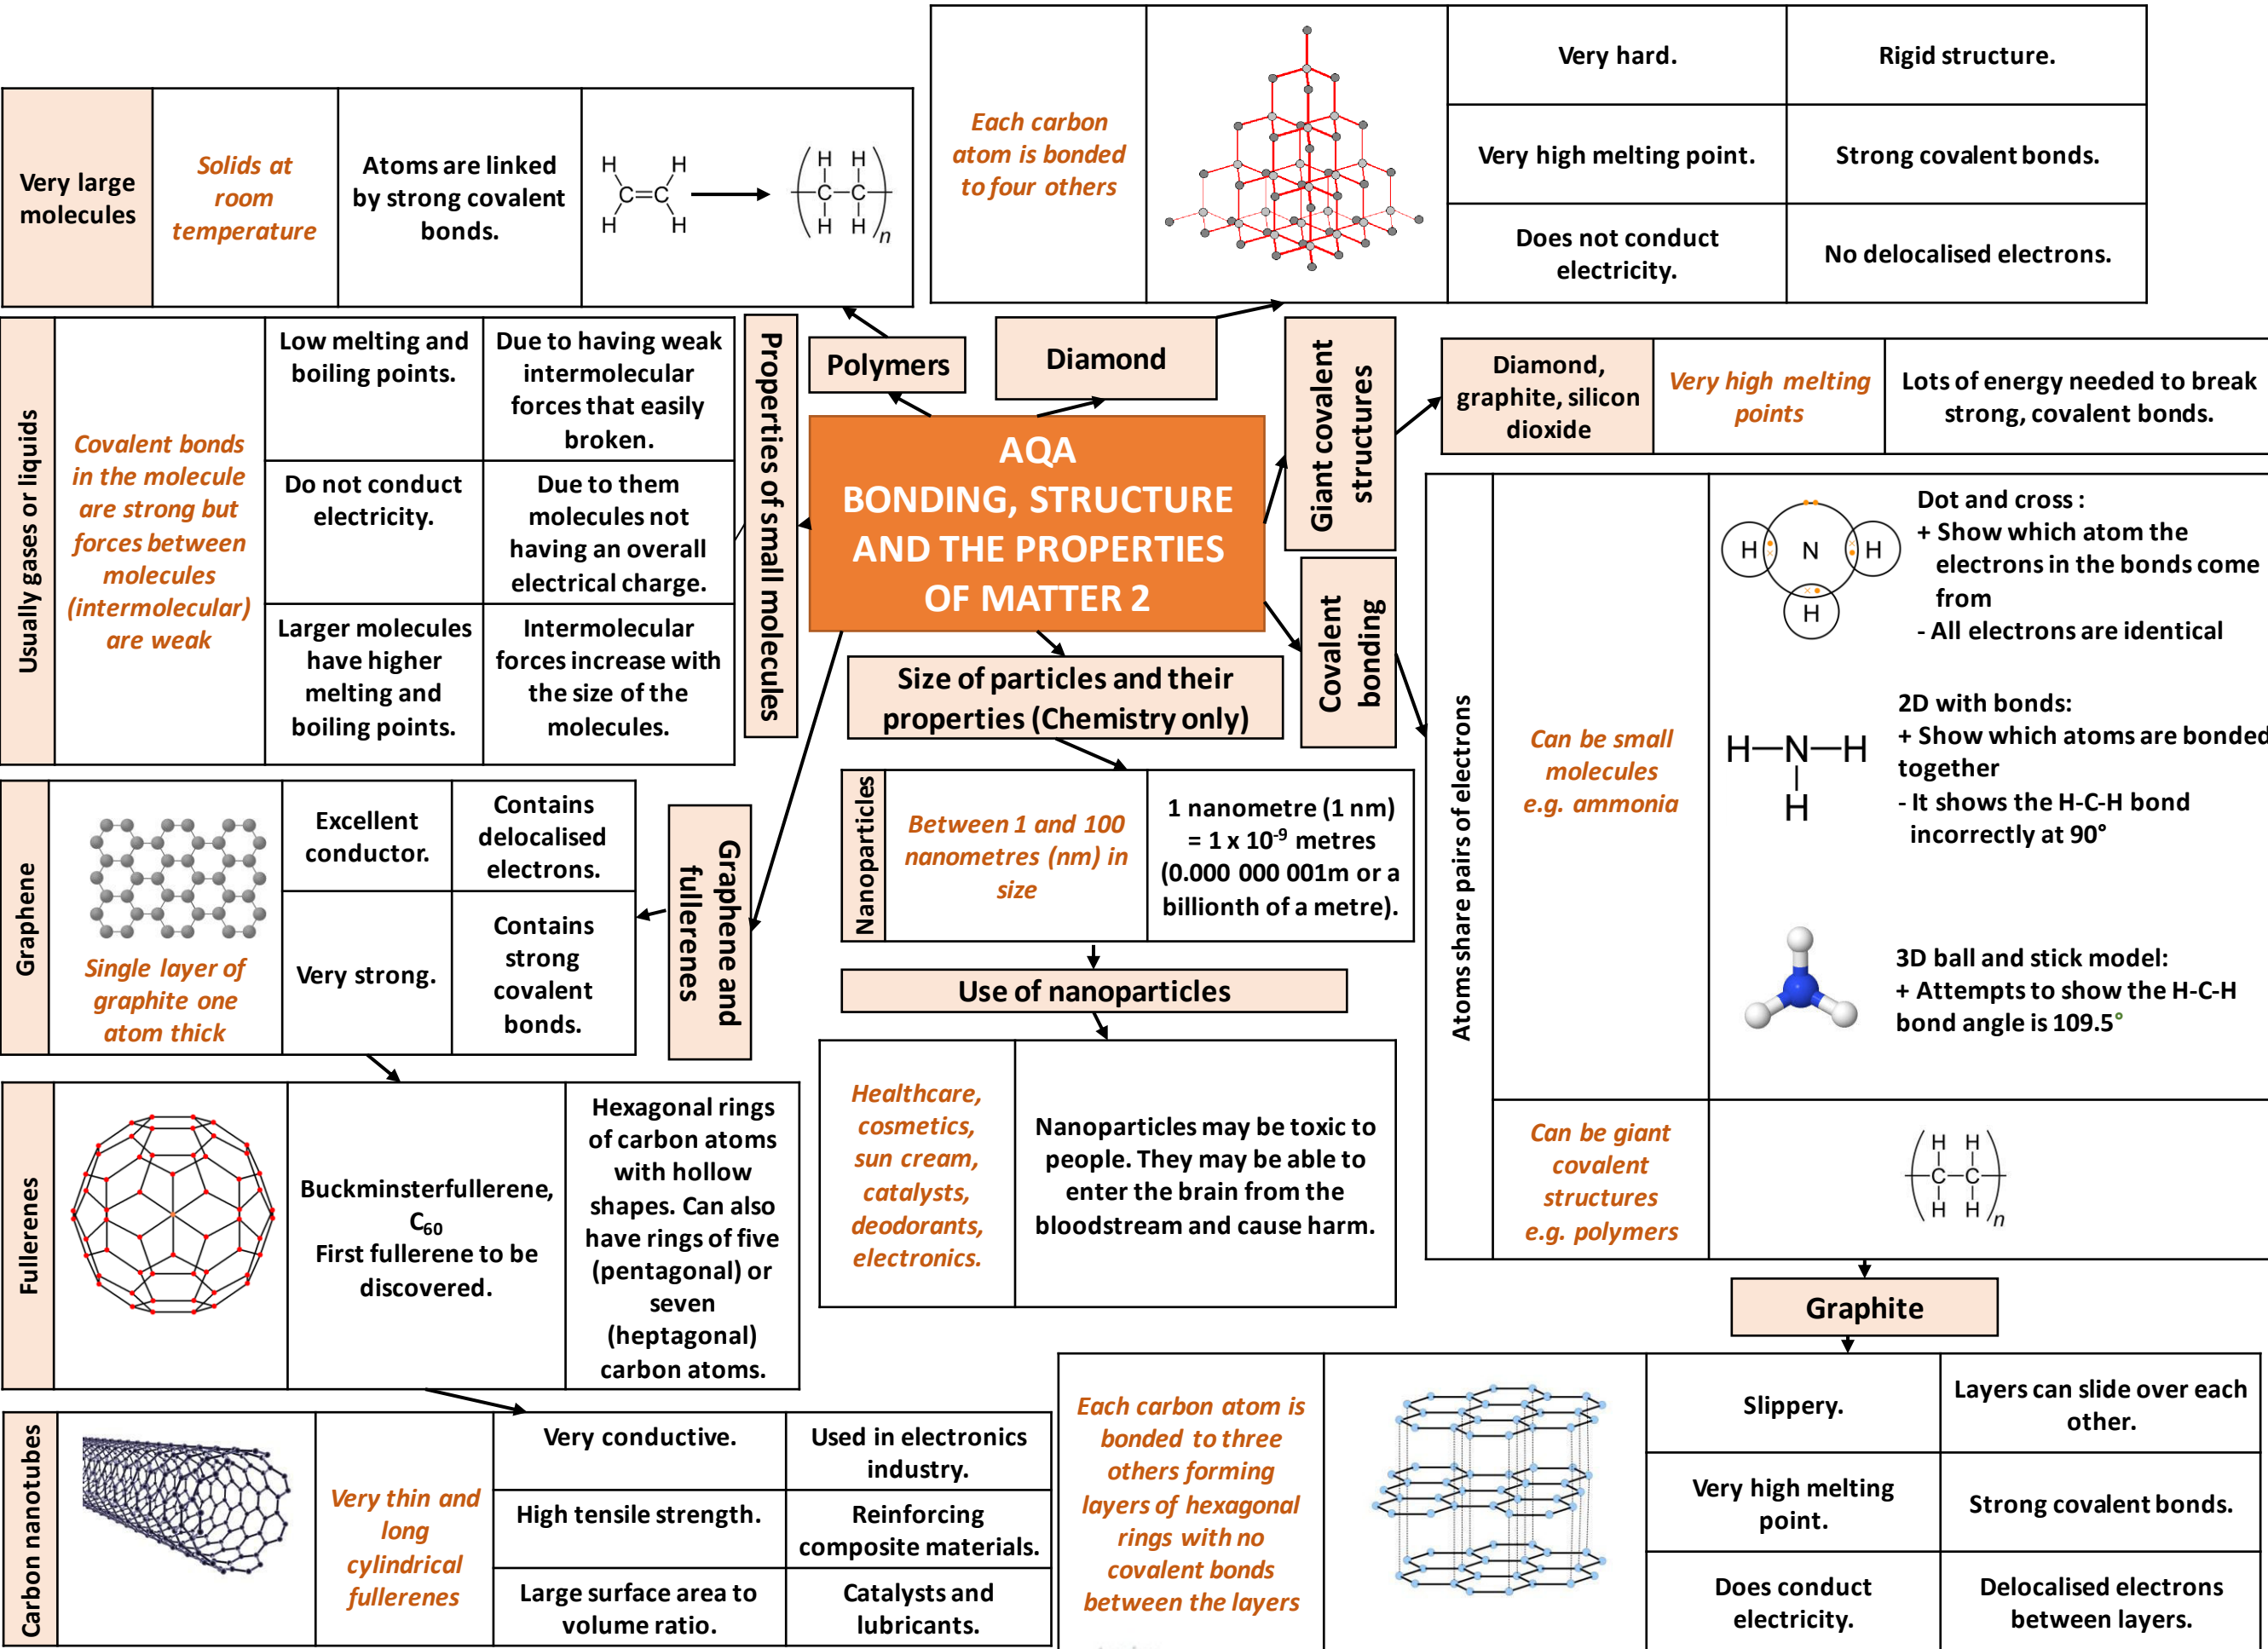 Very large
molecules
Solids at
room
temperature
Atoms are linked
by strong covalent
bonds.
H
H
C=C
H
H
H H
C C
H H
n
Each carbon
atom is bonded
to four others
Very hard.
Rigid structure.
Very high melting point.
Strong covalent bonds.
Does not conduct
electricity.
No delocalised electrons.
Polymers
Diamond
Giant covalent
structures
Diamond,
graphite, silicon
dioxide
Very high melting
points
Lots of energy needed to break
strong, covalent bonds.
Usually gases or liquids
Covalent bonds
in the molecule
are strong but
forces between
molecules
(intermolecular)
are weak
Low melting and
boiling points.
Due to having weak
intermolecular
forces that easily
broken.
Do not conduct
electricity.
Due to them
molecules not
having an overall
electrical charge.
Larger molecules
have higher
melting and
boiling points.
Intermolecular
forces increase with
the size of the
molecules.
Properties of small molecules
AQA
BONDING, STRUCTURE
AND THE PROPERTIES
OF MATTER 2
Covalent
bonding
Size of particles and their
properties (Chemistry only)
Nanoparticles
Between 1 and 100
nanometres (nm) in
size
1 nanometre (1 nm)
= 1 x 10⁻⁹ metres
(0.000 000 001m or a
billionth of a metre).
Use of nanoparticles
Healthcare,
cosmetics,
sun cream,
catalysts,
deodorants,
electronics.
Nanoparticles may be toxic to
people. They may be able to
enter the brain from the
bloodstream and cause harm.
Atoms share pairs of electrons
Can be small
molecules
e.g. ammonia
H N H
H
Dot and cross :
+ Show which atom the
electrons in the bonds come
from
- All electrons are identical
H—N—H
H
2D with bonds:
+ Show which atoms are bonded
together
- It shows the H-C-H bond
incorrectly at 90°
3D ball and stick model:
+ Attempts to show the H-C-H
bond angle is 109.5°
Can be giant
covalent
structures
e.g. polymers
H H
C C
H H
n
Graphene
Single layer of
graphite one
atom thick
Excellent
conductor.
Contains
delocalised
electrons.
Very strong.
Contains
strong
covalent
bonds.
Graphene and
fullerenes
Fullerenes
Buckminsterfullerene,
C₆₀
First fullerene to be
discovered.
Hexagonal rings
of carbon atoms
with hollow
shapes. Can also
have rings of five
(pentagonal) or
seven
(heptagonal)
carbon atoms.
Carbon nanotubes
Very thin and
long
cylindrical
fullerenes
Very conductive.
Used in electronics
industry.
High tensile strength.
Reinforcing
composite materials.
Large surface area to
volume ratio.
Catalysts and
lubricants.
Graphite
Each carbon atom is
bonded to three
others forming
layers of hexagonal
rings with no
covalent bonds
between the layers
Slippery.
Layers can slide over each
other.
Very high melting
point.
Strong covalent bonds.
Does conduct
electricity.
Delocalised electrons
between layers.